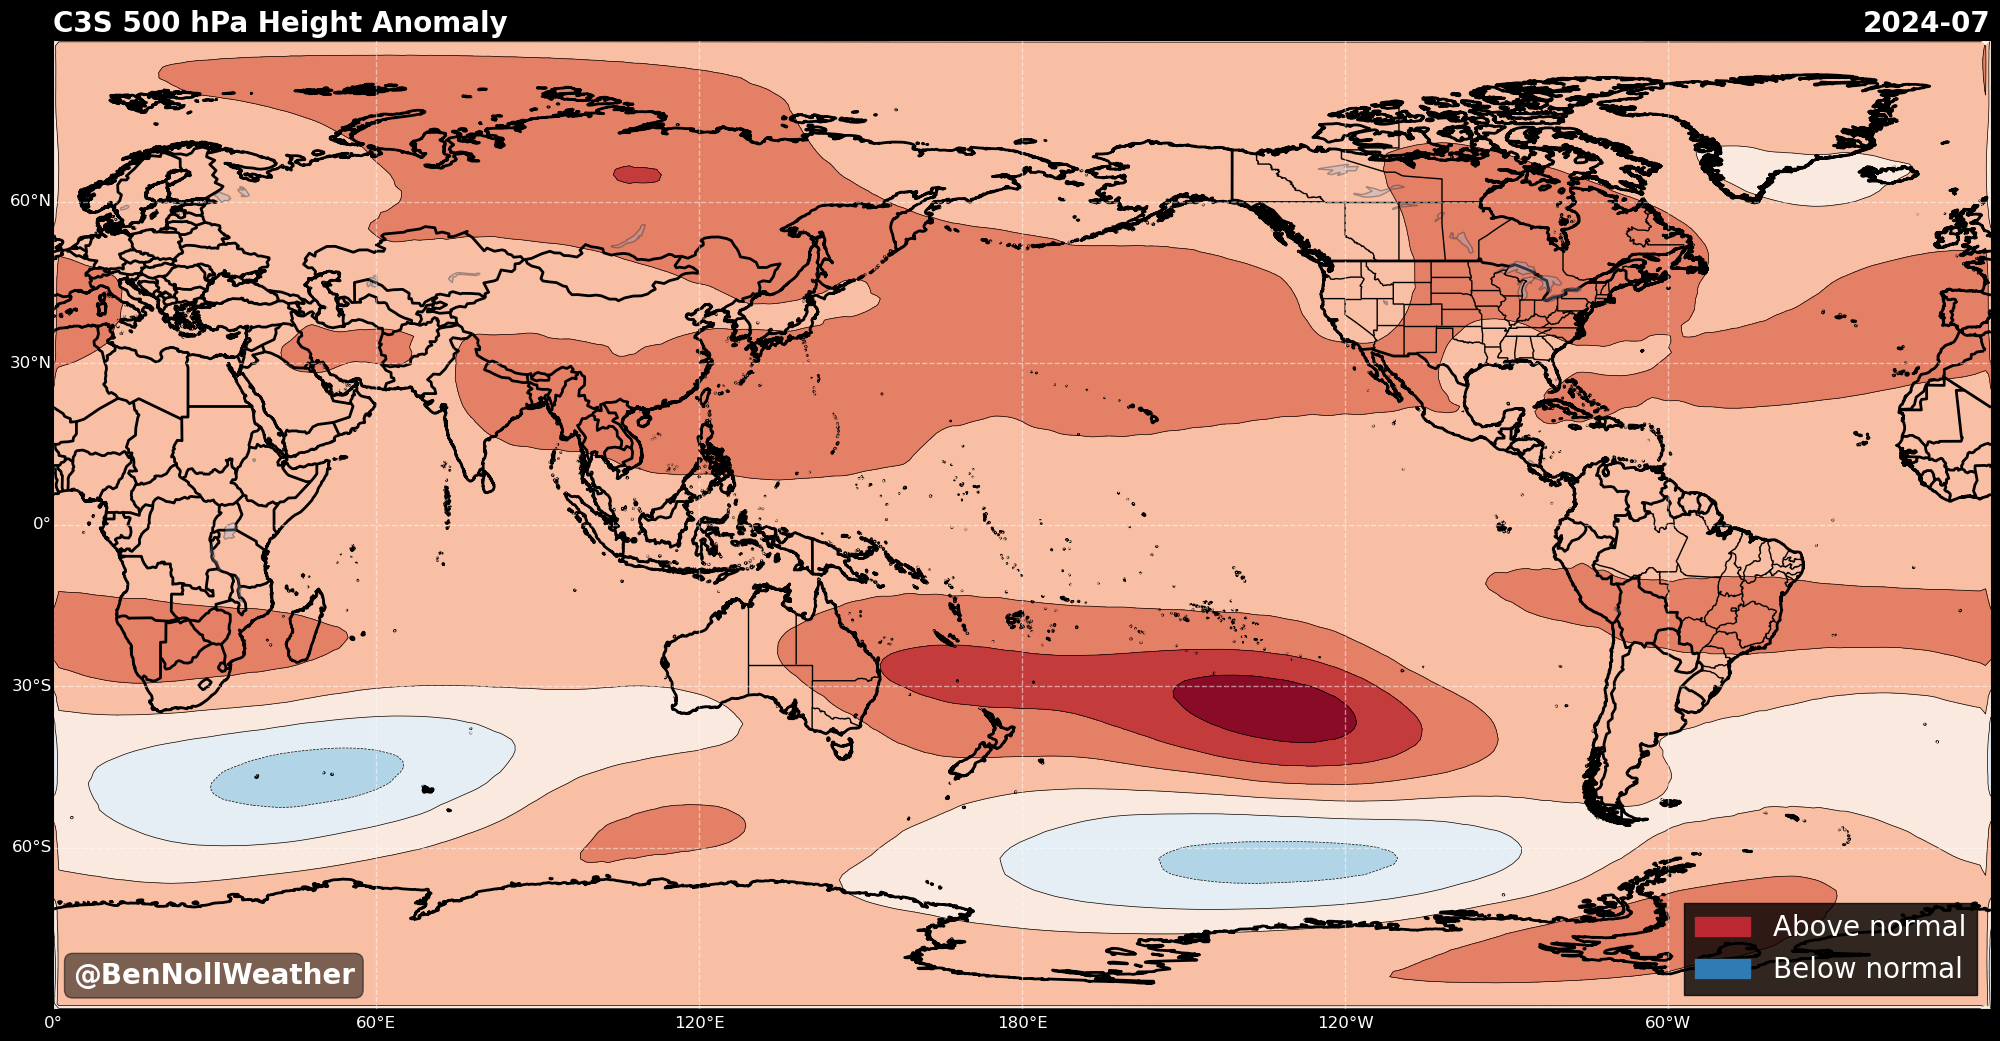 C3S 500 hPa Height Anomaly
2024-07
60°N
30°N
0°
30°S
60°S
@BenNollWeather
Above normal
Below normal
0°
60°E
120°E
180°E
120°W
60°W